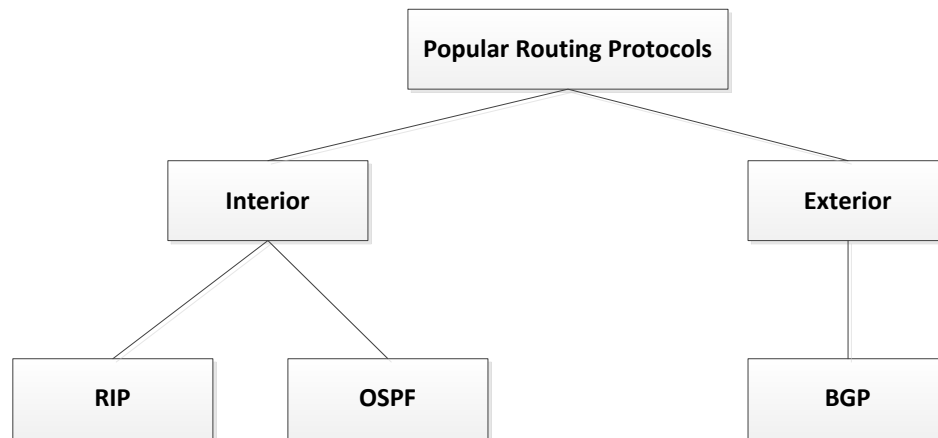 Popular Routing Protocols
Interior
Exterior
RIP
OSPF
BGP